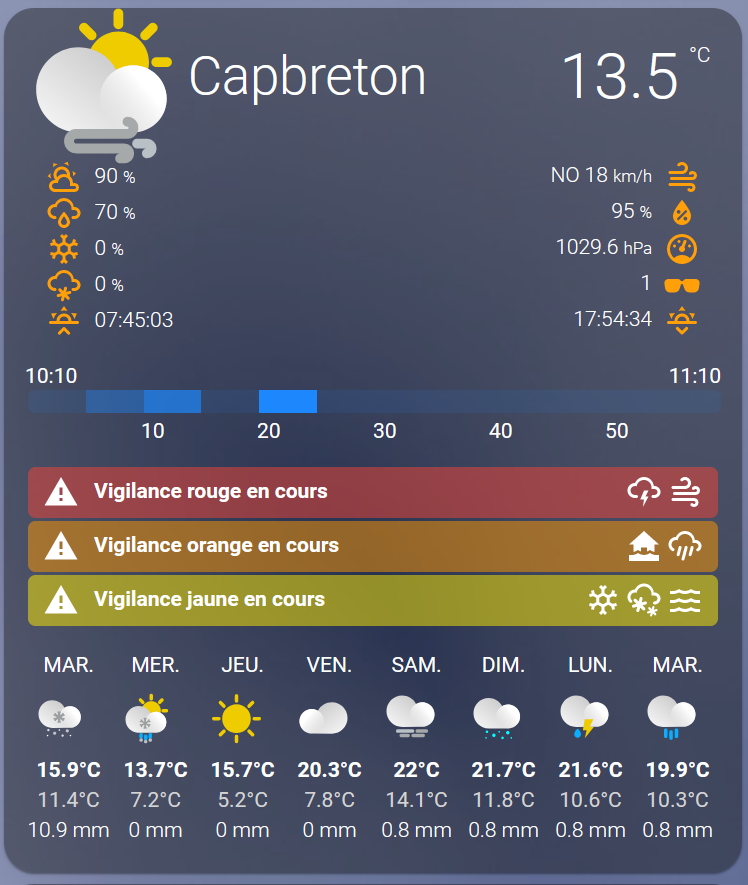 Capbreton 13.5 °C
90 % NO 18 km/h
70 % 95 %
0 % 1029.6 hPa
0 % 1
07:45:03 17:54:34
10:10 11:10
10 20 30 40 50
Vigilance rouge en cours
Vigilance orange en cours
Vigilance jaune en cours
MAR. MER. JEU. VEN. SAM. DIM. LUN. MAR.
15.9°C 13.7°C 15.7°C 20.3°C 22°C 21.7°C 21.6°C 19.9°C
11.4°C 7.2°C 5.2°C 7.8°C 14.1°C 11.8°C 10.6°C 10.3°C
10.9 mm 0 mm 0 mm 0 mm 0.8 mm 0.8 mm 0.8 mm 0.8 mm